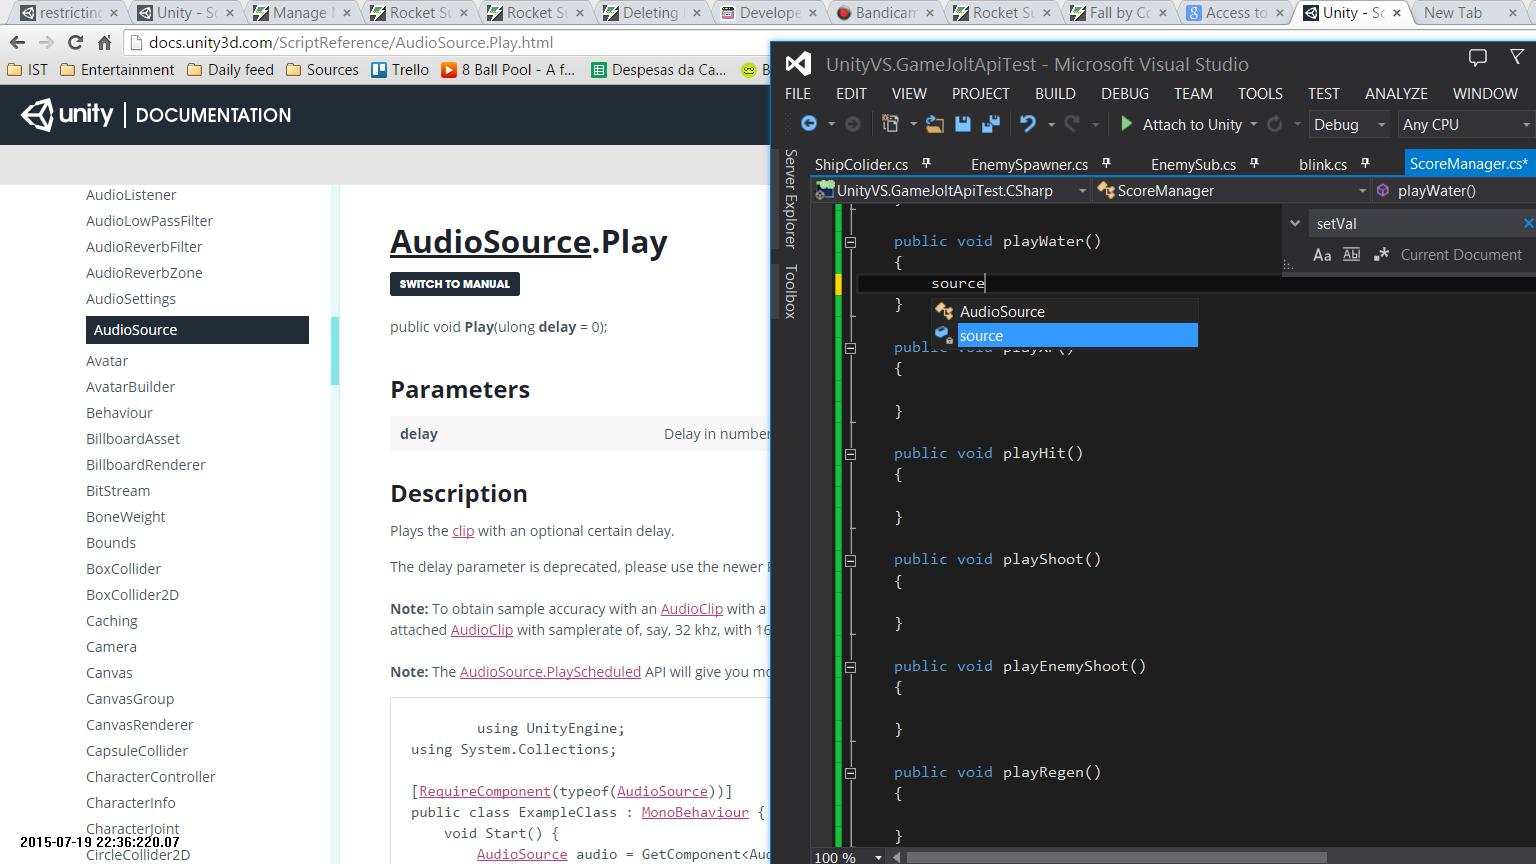 restricting
Unity - Sc
Manage M
Rocket Su
Rocket Su
Deleting
Develope
Bandicam
Rocket Su
Fall by Co
Access to
Unity - Sc
New Tab
docs.unity3d.com/ScriptReference/AudioSource.Play.html
IST
Entertainment
Daily feed
Sources
Trello
8 Ball Pool - A f...
Despesas da Ca...
unity | DOCUMENTATION
AudioListener
AudioLowPassFilter
AudioReverbFilter
AudioReverbZone
AudioSettings
AudioSource
Avatar
AvatarBuilder
Behaviour
BillboardAsset
BillboardRenderer
BitStream
BoneWeight
Bounds
BoxCollider
BoxCollider2D
Caching
Camera
Canvas
CanvasGroup
CanvasRenderer
CapsuleCollider
CharacterController
CharacterInfo
CharacterJoint
CircleCollider2D
2015-07-19 22:36:220.07
AudioSource.Play
SWITCH TO MANUAL
public void Play(ulong delay = 0);
Parameters
delay Delay in number
Description
Plays the clip with an optional certain delay.
The delay parameter is deprecated, please use the newer
Note: To obtain sample accuracy with an AudioClip with a
attached AudioClip with samplerate of, say, 32 khz, with 16
Note: The AudioSource.PlayScheduled API will give you mo
using UnityEngine;
using System.Collections;
[RequireComponent(typeof(AudioSource))]
public class ExampleClass : MonoBehaviour {
void Start() {
AudioSource audio = GetComponent<Aud
UnityVS.GameJoltApiTest - Microsoft Visual Studio
FILE EDIT VIEW PROJECT BUILD DEBUG TEAM TOOLS TEST ANALYZE WINDOW
Attach to Unity Debug Any CPU
Server Explorer
Toolbox
ShipColider.cs EnemySpawner.cs EnemySub.cs blink.cs ScoreManager.cs*
UnityVS.GameJoltApiTest.CSharp ScoreManager playWater()
setVal
Aa Abl .* Current Document
}
public void playWater()
{
source
}
AudioSource
source
public void playXP()
{
}
public void playHit()
{
}
public void playShoot()
{
}
public void playEnemyShoot()
{
}
public void playRegen()
{
}
100 %